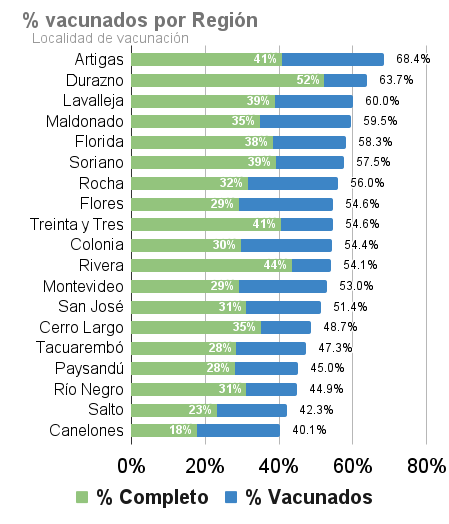 % vacunados por Región
Localidad de vacunación
Artigas 41% 68.4%
Durazno 52% 63.7%
Lavalleja 39% 60.0%
Maldonado 35% 59.5%
Florida 38% 58.3%
Soriano 39% 57.5%
Rocha 32% 56.0%
Flores 29% 54.6%
Treinta y Tres 41% 54.6%
Colonia 30% 54.4%
Rivera 44% 54.1%
Montevideo 29% 53.0%
San José 31% 51.4%
Cerro Largo 35% 48.7%
Tacuarembó 28% 47.3%
Paysandú 28% 45.0%
Río Negro 31% 44.9%
Salto 23% 42.3%
Canelones 18% 40.1%
0% 20% 40% 60% 80%
% Completo % Vacunados